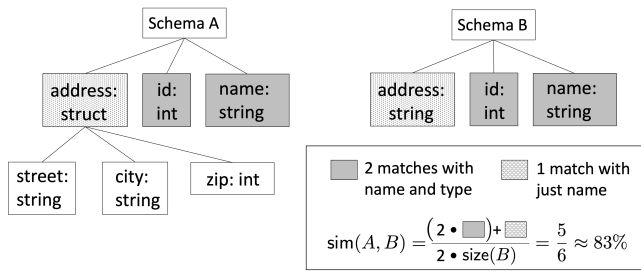 Schema A
address:
struct
id:
int
name:
string
street:
string
city:
string
zip: int
Schema B
address:
string
id:
int
name:
string
2 matches with
name and type
1 match with
just name
sim(A, B) = ((2 • )+ )/(2 • size(B)) = 5/6 ≈ 83%